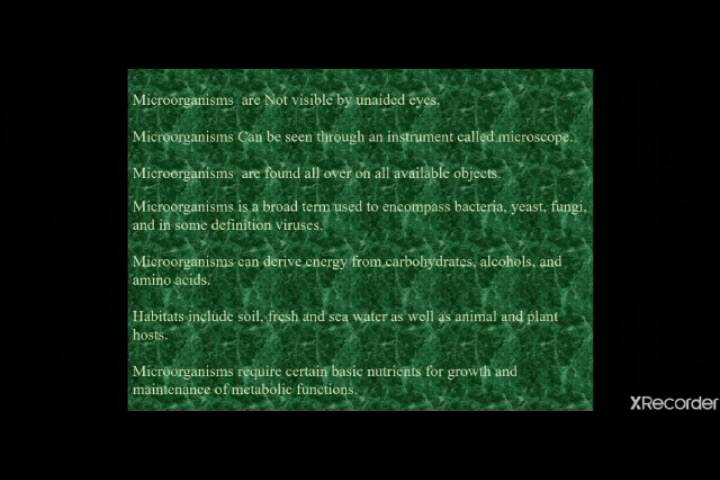 Microorganisms are Not visible by unaided eyes.
Microorganisms Can be seen through an instrument called microscope.
Microorganisms are found all over on all available objects.
Microorganisms is a broad term used to encompass bacteria, yeast, fungi,
and in some definition viruses.
Microorganisms can derive energy from carbohydrates, alcohols, and
amino acids.
Habitats include soil, fresh and sea water as well as animal and plant
hosts.
Microorganisms require certain basic nutrients for growth and
maintenance of metabolic functions.
XRecorder